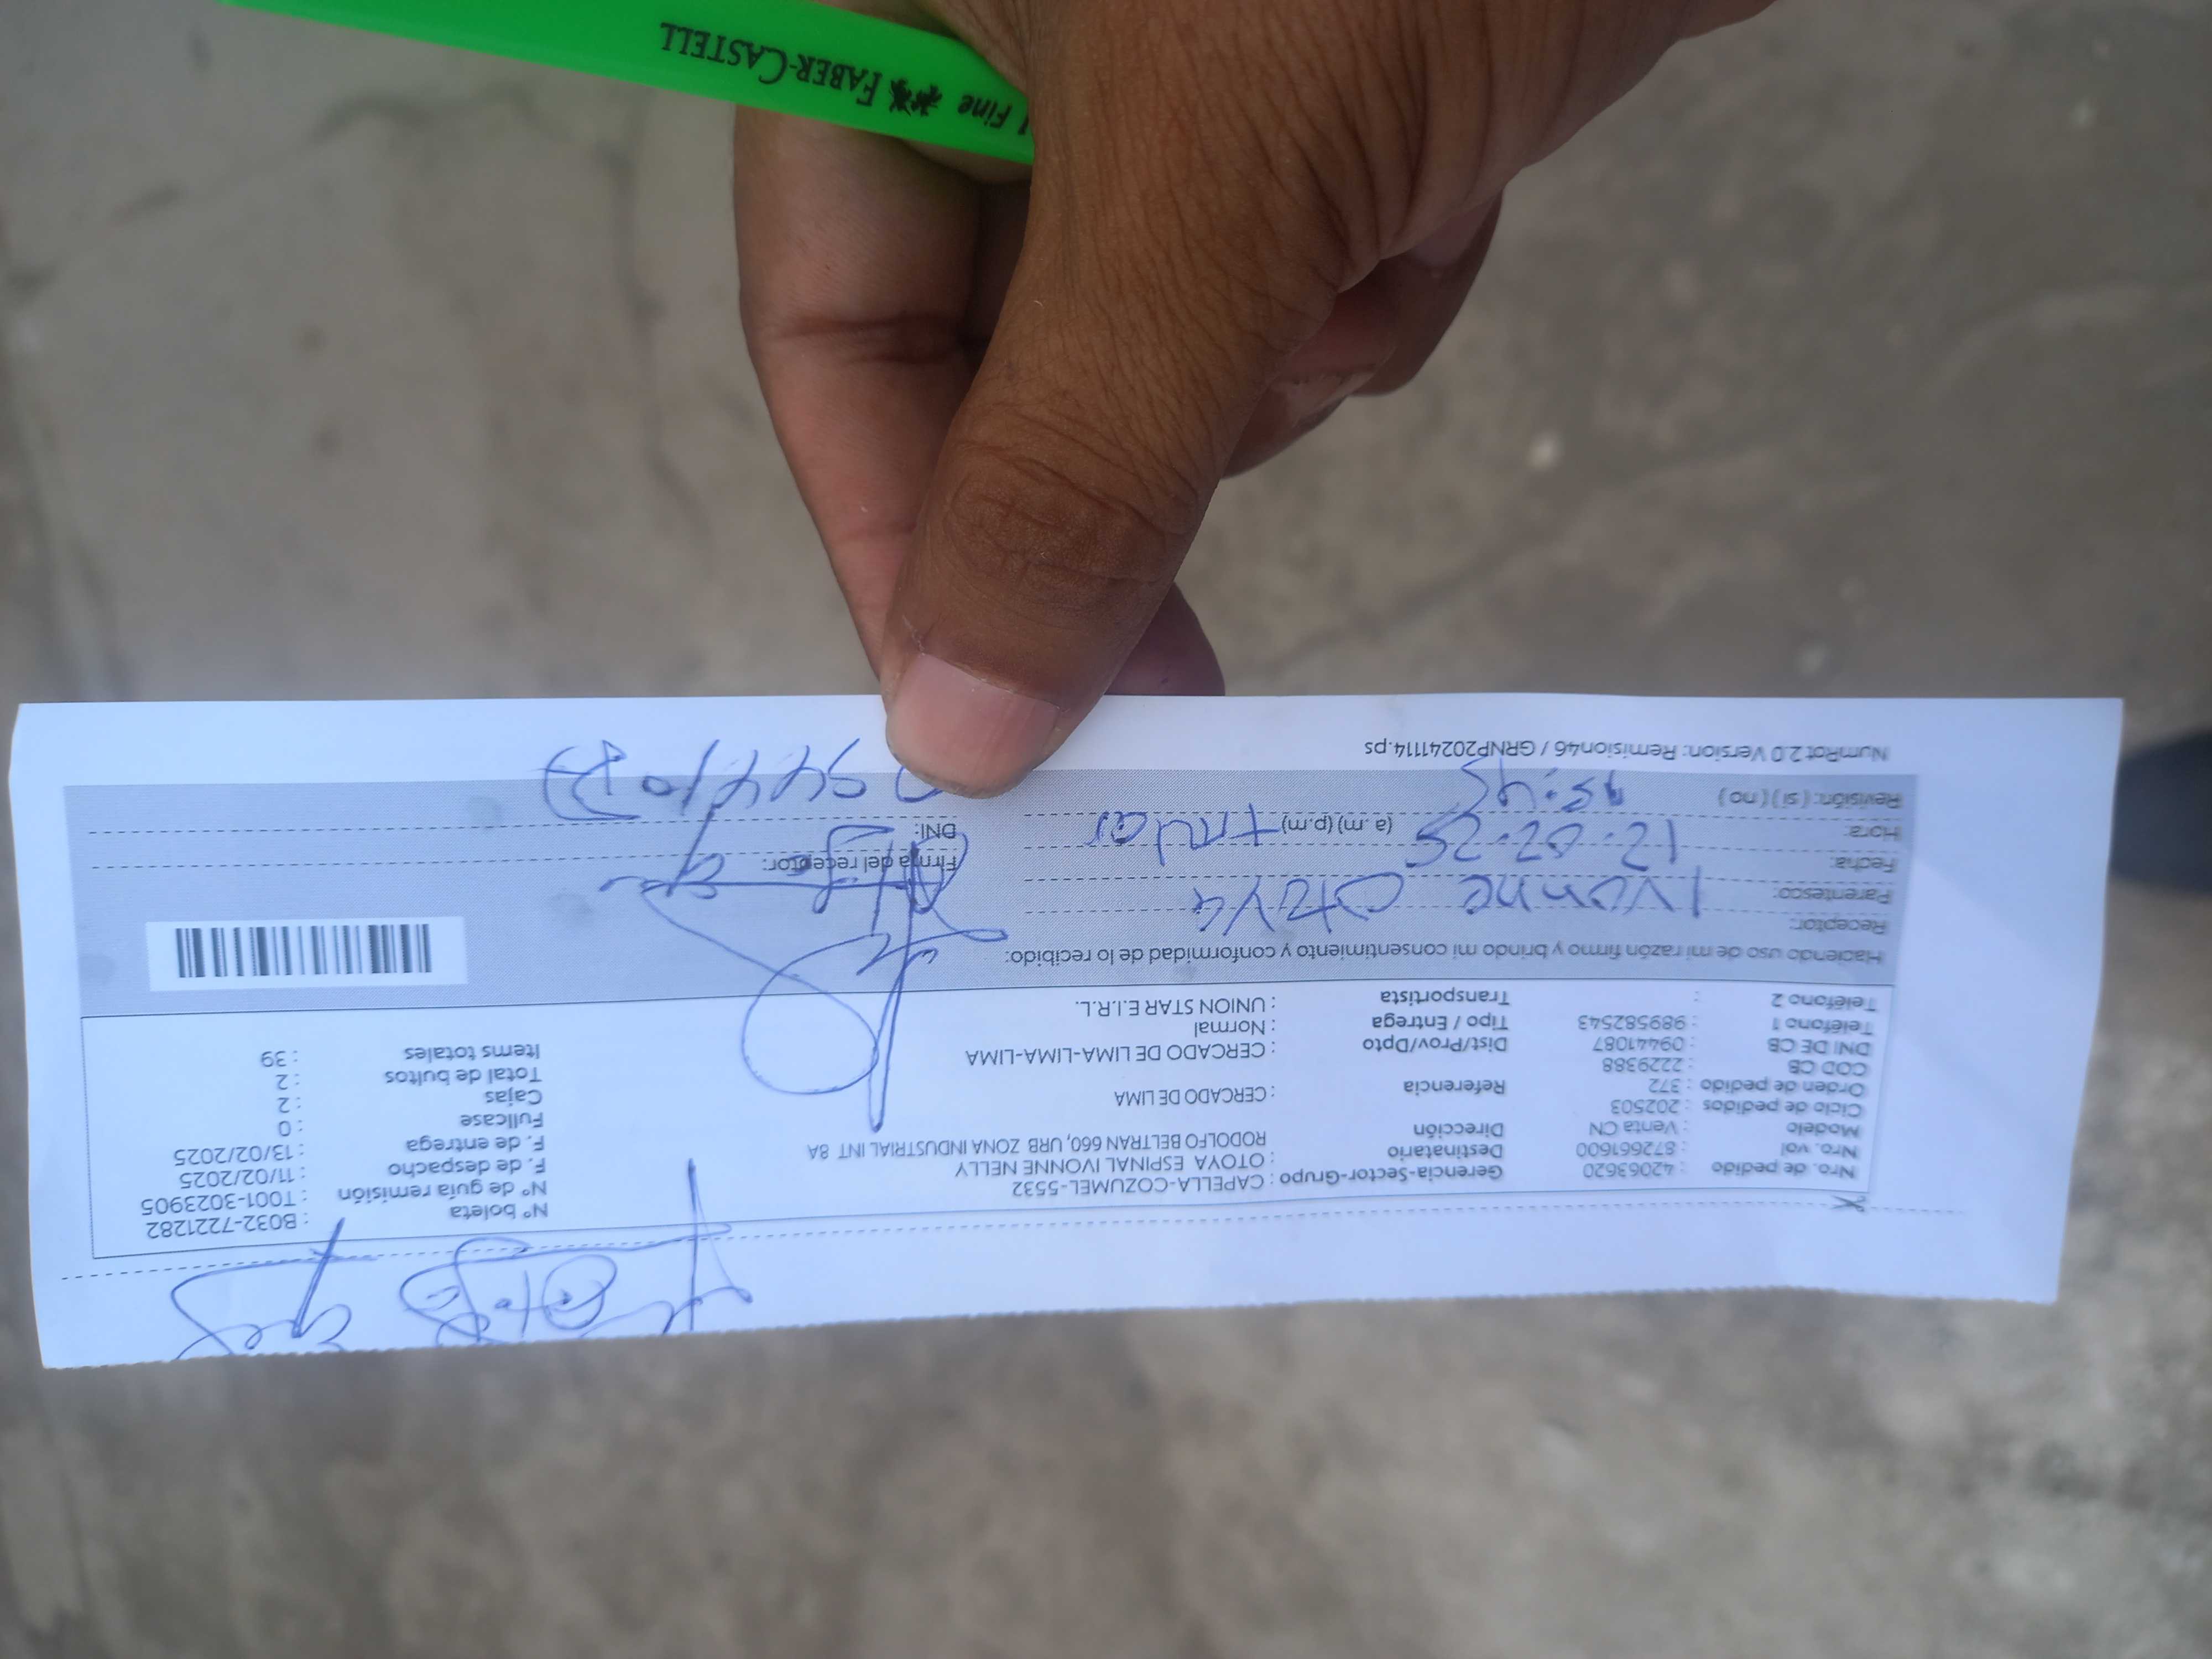 FABER-CASTELL
1 Fine
Nro. de pedido : 42063620
Nro. vol : 872661600
Modelo : Venta CN
Ciclo de pedidos : 202503
Orden de pedido : 372
COD CB : 2229388
DNI DE CB : 09441087
Teléfono 1 : 989582543
Teléfono 2 :
Gerencia-Sector-Grupo : CAPELLA-COZUMEL-5532
Destinatario : OTOYA ESPINAL IVONNE NELLY
Dirección RODOLFO BELTRAN 660, URB ZONA INDUSTRIAL INT 8A
Referencia : CERCADO DE LIMA
Dist/Prov/Dpto : CERCADO DE LIMA-LIMA-LIMA
Tipo / Entrega : Normal
Transportista : UNION STAR E.I.R.L.
N° boleta : B032-7221282
N° de guía remisión : T001-3023905
F. de despacho : 11/02/2025
F. de entrega : 13/02/2025
Fullcase : 0
Cajas : 2
Total de bultos : 2
Items totales : 39
Haciendo uso de mi razón firmo y brindo mi consentimiento y conformidad de lo recibido:
Receptor:
Parentesco: Ivonne Otoya
Fecha: 12-02-25
Hora: (a.m) (p.m) titular
Revisión: ( si ) ( no ) 15:45
Firma del receptor:
DNI: 09441087
NumRot 2.0 Version: Remision46 / GRNP20241114.ps